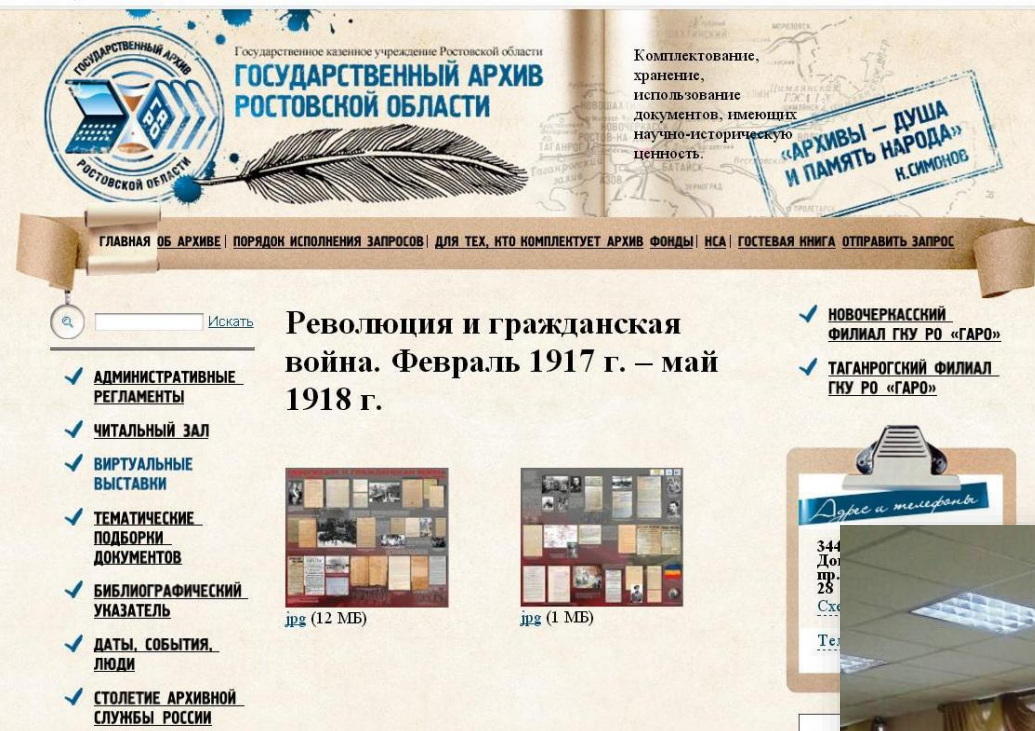 ГОСУДАРСТВЕННЫЙ АРХИВ
РОСТОВСКОЙ ОБЛАСТИ
ГАРО
Государственное казенное учреждение Ростовской области
ГОСУДАРСТВЕННЫЙ АРХИВ
РОСТОВСКОЙ ОБЛАСТИ
Комплектование,
хранение,
использование
документов, имеющих
научно-историческую
ценность.
«АРХИВЫ – ДУША
И ПАМЯТЬ НАРОДА»
К.СИМОНОВ
ГЛАВНАЯ ОБ АРХИВЕ| ПОРЯДОК ИСПОЛНЕНИЯ ЗАПРОСОВ| ДЛЯ ТЕХ, КТО КОМПЛЕКТУЕТ АРХИВ ФОНДЫ| НСА| ГОСТЕВАЯ КНИГА ОТПРАВИТЬ ЗАПРОС
Искать
АДМИНИСТРАТИВНЫЕ
РЕГЛАМЕНТЫ
ЧИТАЛЬНЫЙ ЗАЛ
ВИРТУАЛЬНЫЕ
ВЫСТАВКИ
ТЕМАТИЧЕСКИЕ
ПОДБОРКИ
ДОКУМЕНТОВ
БИБЛИОГРАФИЧЕСКИЙ
УКАЗАТЕЛЬ
ДАТЫ, СОБЫТИЯ,
ЛЮДИ
СТОЛЕТИЕ АРХИВНОЙ
СЛУЖБЫ РОССИИ
Революция и гражданская
война. Февраль 1917 г. – май
1918 г.
jpg (12 МБ)
jpg (1 МБ)
НОВОЧЕРКАССКИЙ
ФИЛИАЛ ГКУ РО «ГАРО»
ТАГАНРОГСКИЙ ФИЛИАЛ
ГКУ РО «ГАРО»
Адрес и телефоны
344
пр.
28